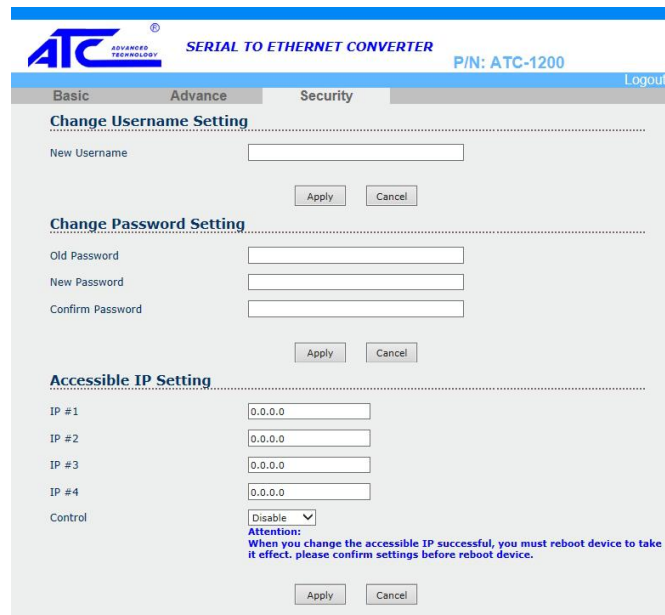 ®
ATC ADVANCED TECHNOLOGY
SERIAL TO ETHERNET CONVERTER
P/N: ATC-1200
Logout
Basic Advance Security
Change Username Setting
New Username
Apply Cancel
Change Password Setting
Old Password
New Password
Confirm Password
Apply Cancel
Accessible IP Setting
IP #1 0.0.0.0
IP #2 0.0.0.0
IP #3 0.0.0.0
IP #4 0.0.0.0
Control Disable
Attention:
When you change the accessible IP successful, you must reboot device to take
it effect. please confirm settings before reboot device.
Apply Cancel